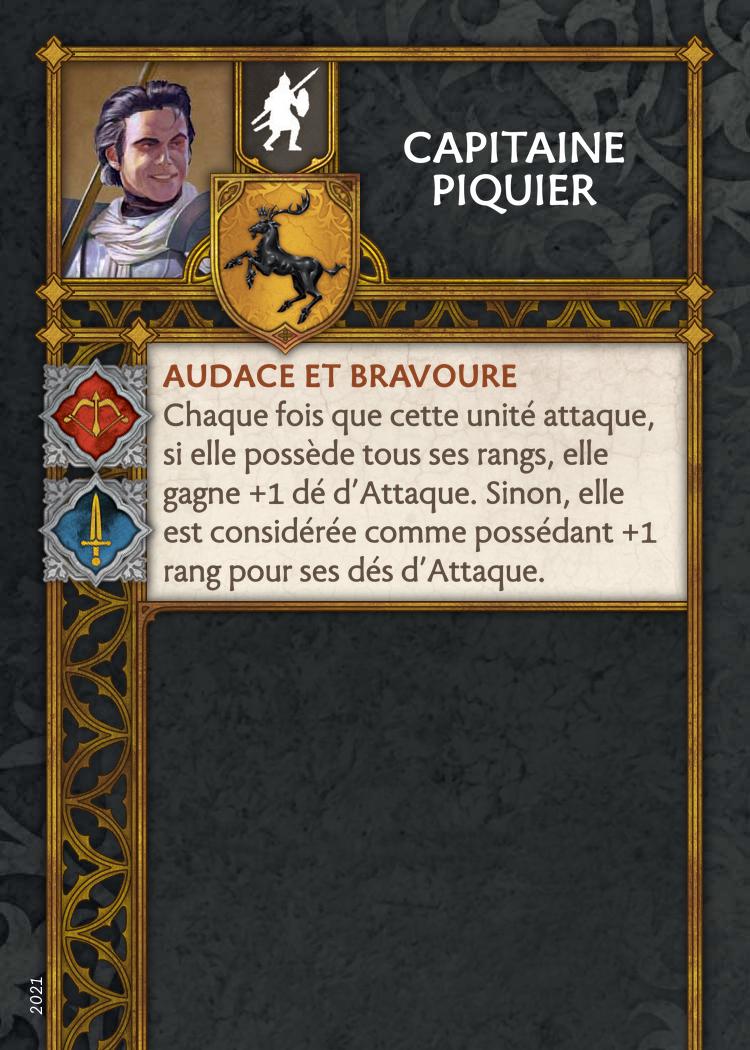 CAPITAINE
PIQUIER
AUDACE ET BRAVOURE
Chaque fois que cette unité attaque,
si elle possède tous ses rangs, elle
gagne +1 dé d’Attaque. Sinon, elle
est considérée comme possédant +1
rang pour ses dés d’Attaque.
2021